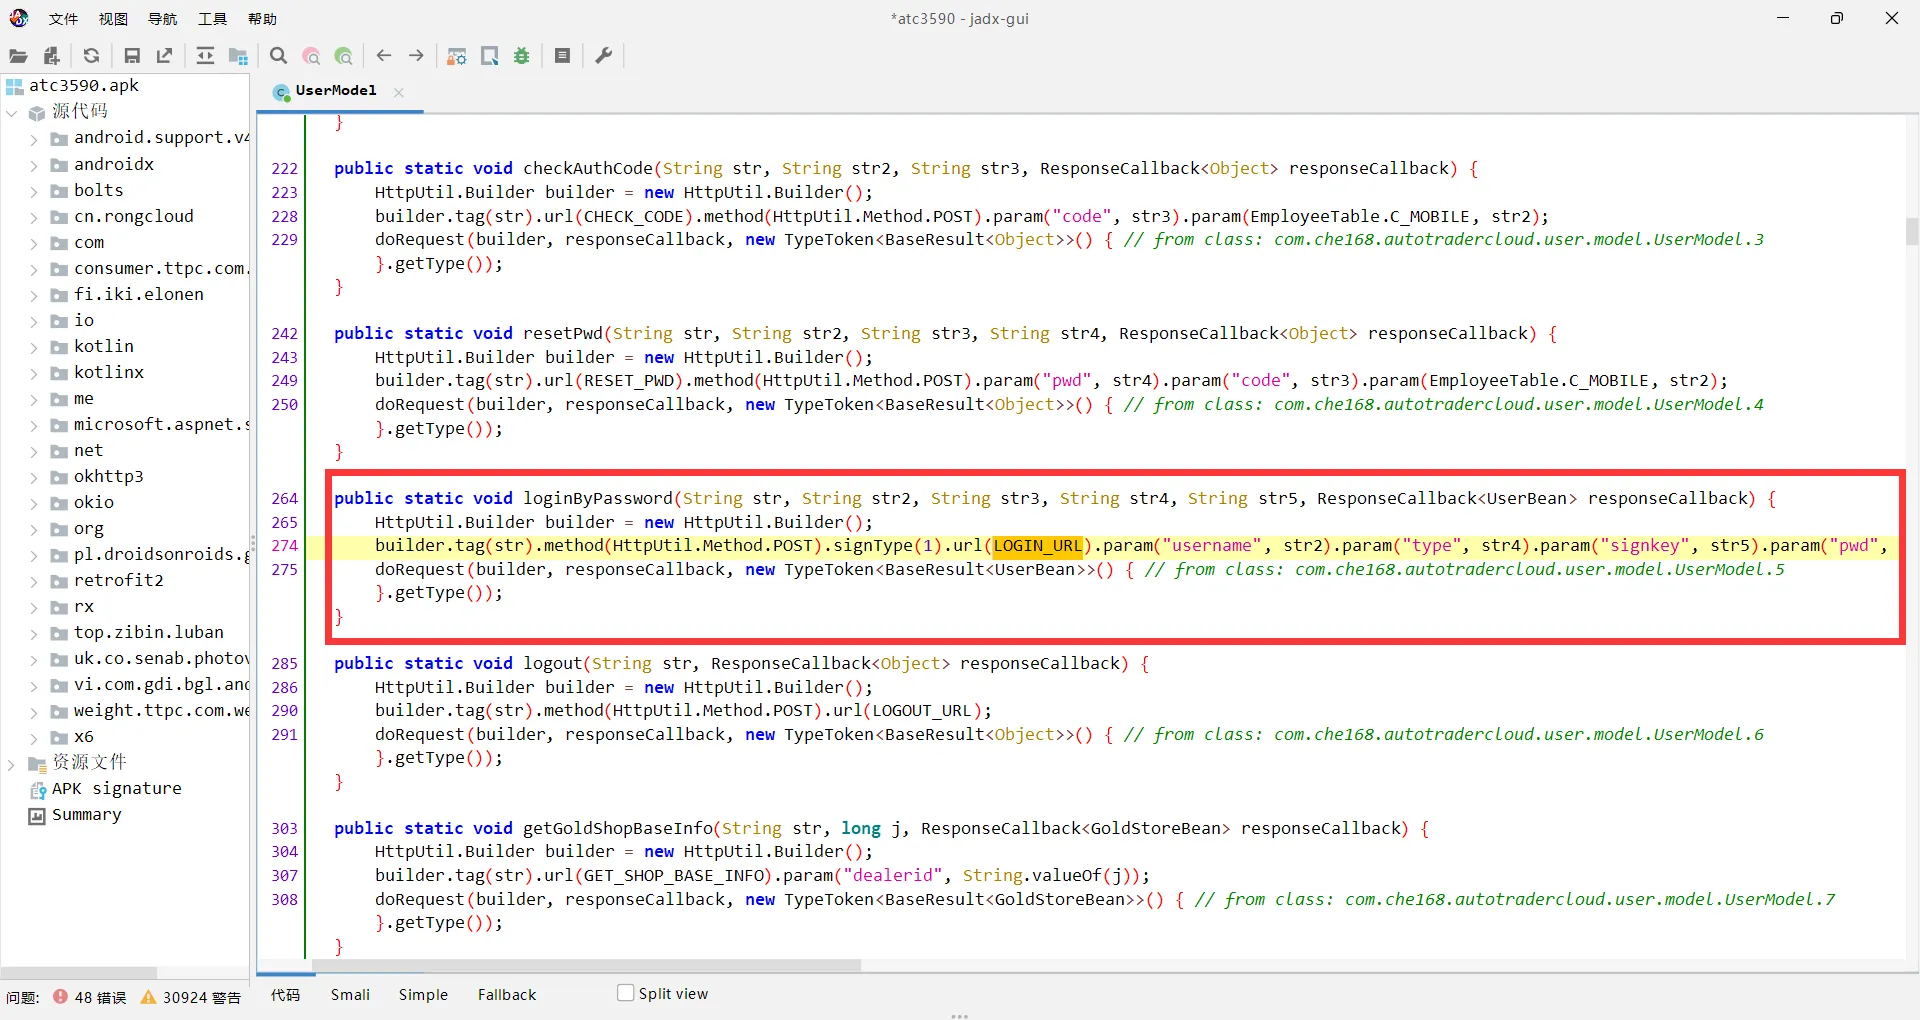 文件 视图 导航 工具 帮助
*atc3590 - jadx-gui
atc3590.apk
源代码
android.support.v4
androidx
bolts
cn.rongcloud
com
consumer.ttpc.com.
fi.iki.elonen
io
kotlin
kotlinx
me
microsoft.aspnet.s
net
okhttp3
okio
org
pl.droidsonroids.g
retrofit2
rx
top.zibin.luban
uk.co.senab.photov
vi.com.gdi.bgl.and
weight.ttpc.com.we
x6
资源文件
APK signature
Summary
UserModel
}
222 public static void checkAuthCode(String str, String str2, String str3, ResponseCallback<Object> responseCallback) {
223 HttpUtil.Builder builder = new HttpUtil.Builder();
228 builder.tag(str).url(CHECK_CODE).method(HttpUtil.Method.POST).param("code", str3).param(EmployeeTable.C_MOBILE, str2);
229 doRequest(builder, responseCallback, new TypeToken<BaseResult<Object>>() { // from class: com.che168.autotradercloud.user.model.UserModel.3
}.getType());
}
242 public static void resetPwd(String str, String str2, String str3, String str4, ResponseCallback<Object> responseCallback) {
243 HttpUtil.Builder builder = new HttpUtil.Builder();
249 builder.tag(str).url(RESET_PWD).method(HttpUtil.Method.POST).param("pwd", str4).param("code", str3).param(EmployeeTable.C_MOBILE, str2);
250 doRequest(builder, responseCallback, new TypeToken<BaseResult<Object>>() { // from class: com.che168.autotradercloud.user.model.UserModel.4
}.getType());
}
264 public static void loginByPassword(String str, String str2, String str3, String str4, String str5, ResponseCallback<UserBean> responseCallback) {
265 HttpUtil.Builder builder = new HttpUtil.Builder();
274 builder.tag(str).method(HttpUtil.Method.POST).signType(1).url(LOGIN_URL).param("username", str2).param("type", str4).param("signkey", str5).param("pwd",
275 doRequest(builder, responseCallback, new TypeToken<BaseResult<UserBean>>() { // from class: com.che168.autotradercloud.user.model.UserModel.5
}.getType());
}
285 public static void logout(String str, ResponseCallback<Object> responseCallback) {
286 HttpUtil.Builder builder = new HttpUtil.Builder();
290 builder.tag(str).method(HttpUtil.Method.POST).url(LOGOUT_URL);
291 doRequest(builder, responseCallback, new TypeToken<BaseResult<Object>>() { // from class: com.che168.autotradercloud.user.model.UserModel.6
}.getType());
}
303 public static void getGoldShopBaseInfo(String str, long j, ResponseCallback<GoldStoreBean> responseCallback) {
304 HttpUtil.Builder builder = new HttpUtil.Builder();
307 builder.tag(str).url(GET_SHOP_BASE_INFO).param("dealerid", String.valueOf(j));
308 doRequest(builder, responseCallback, new TypeToken<BaseResult<GoldStoreBean>>() { // from class: com.che168.autotradercloud.user.model.UserModel.7
}.getType());
}
问题: 48 错误 30924 警告
代码 Smali Simple Fallback Split view